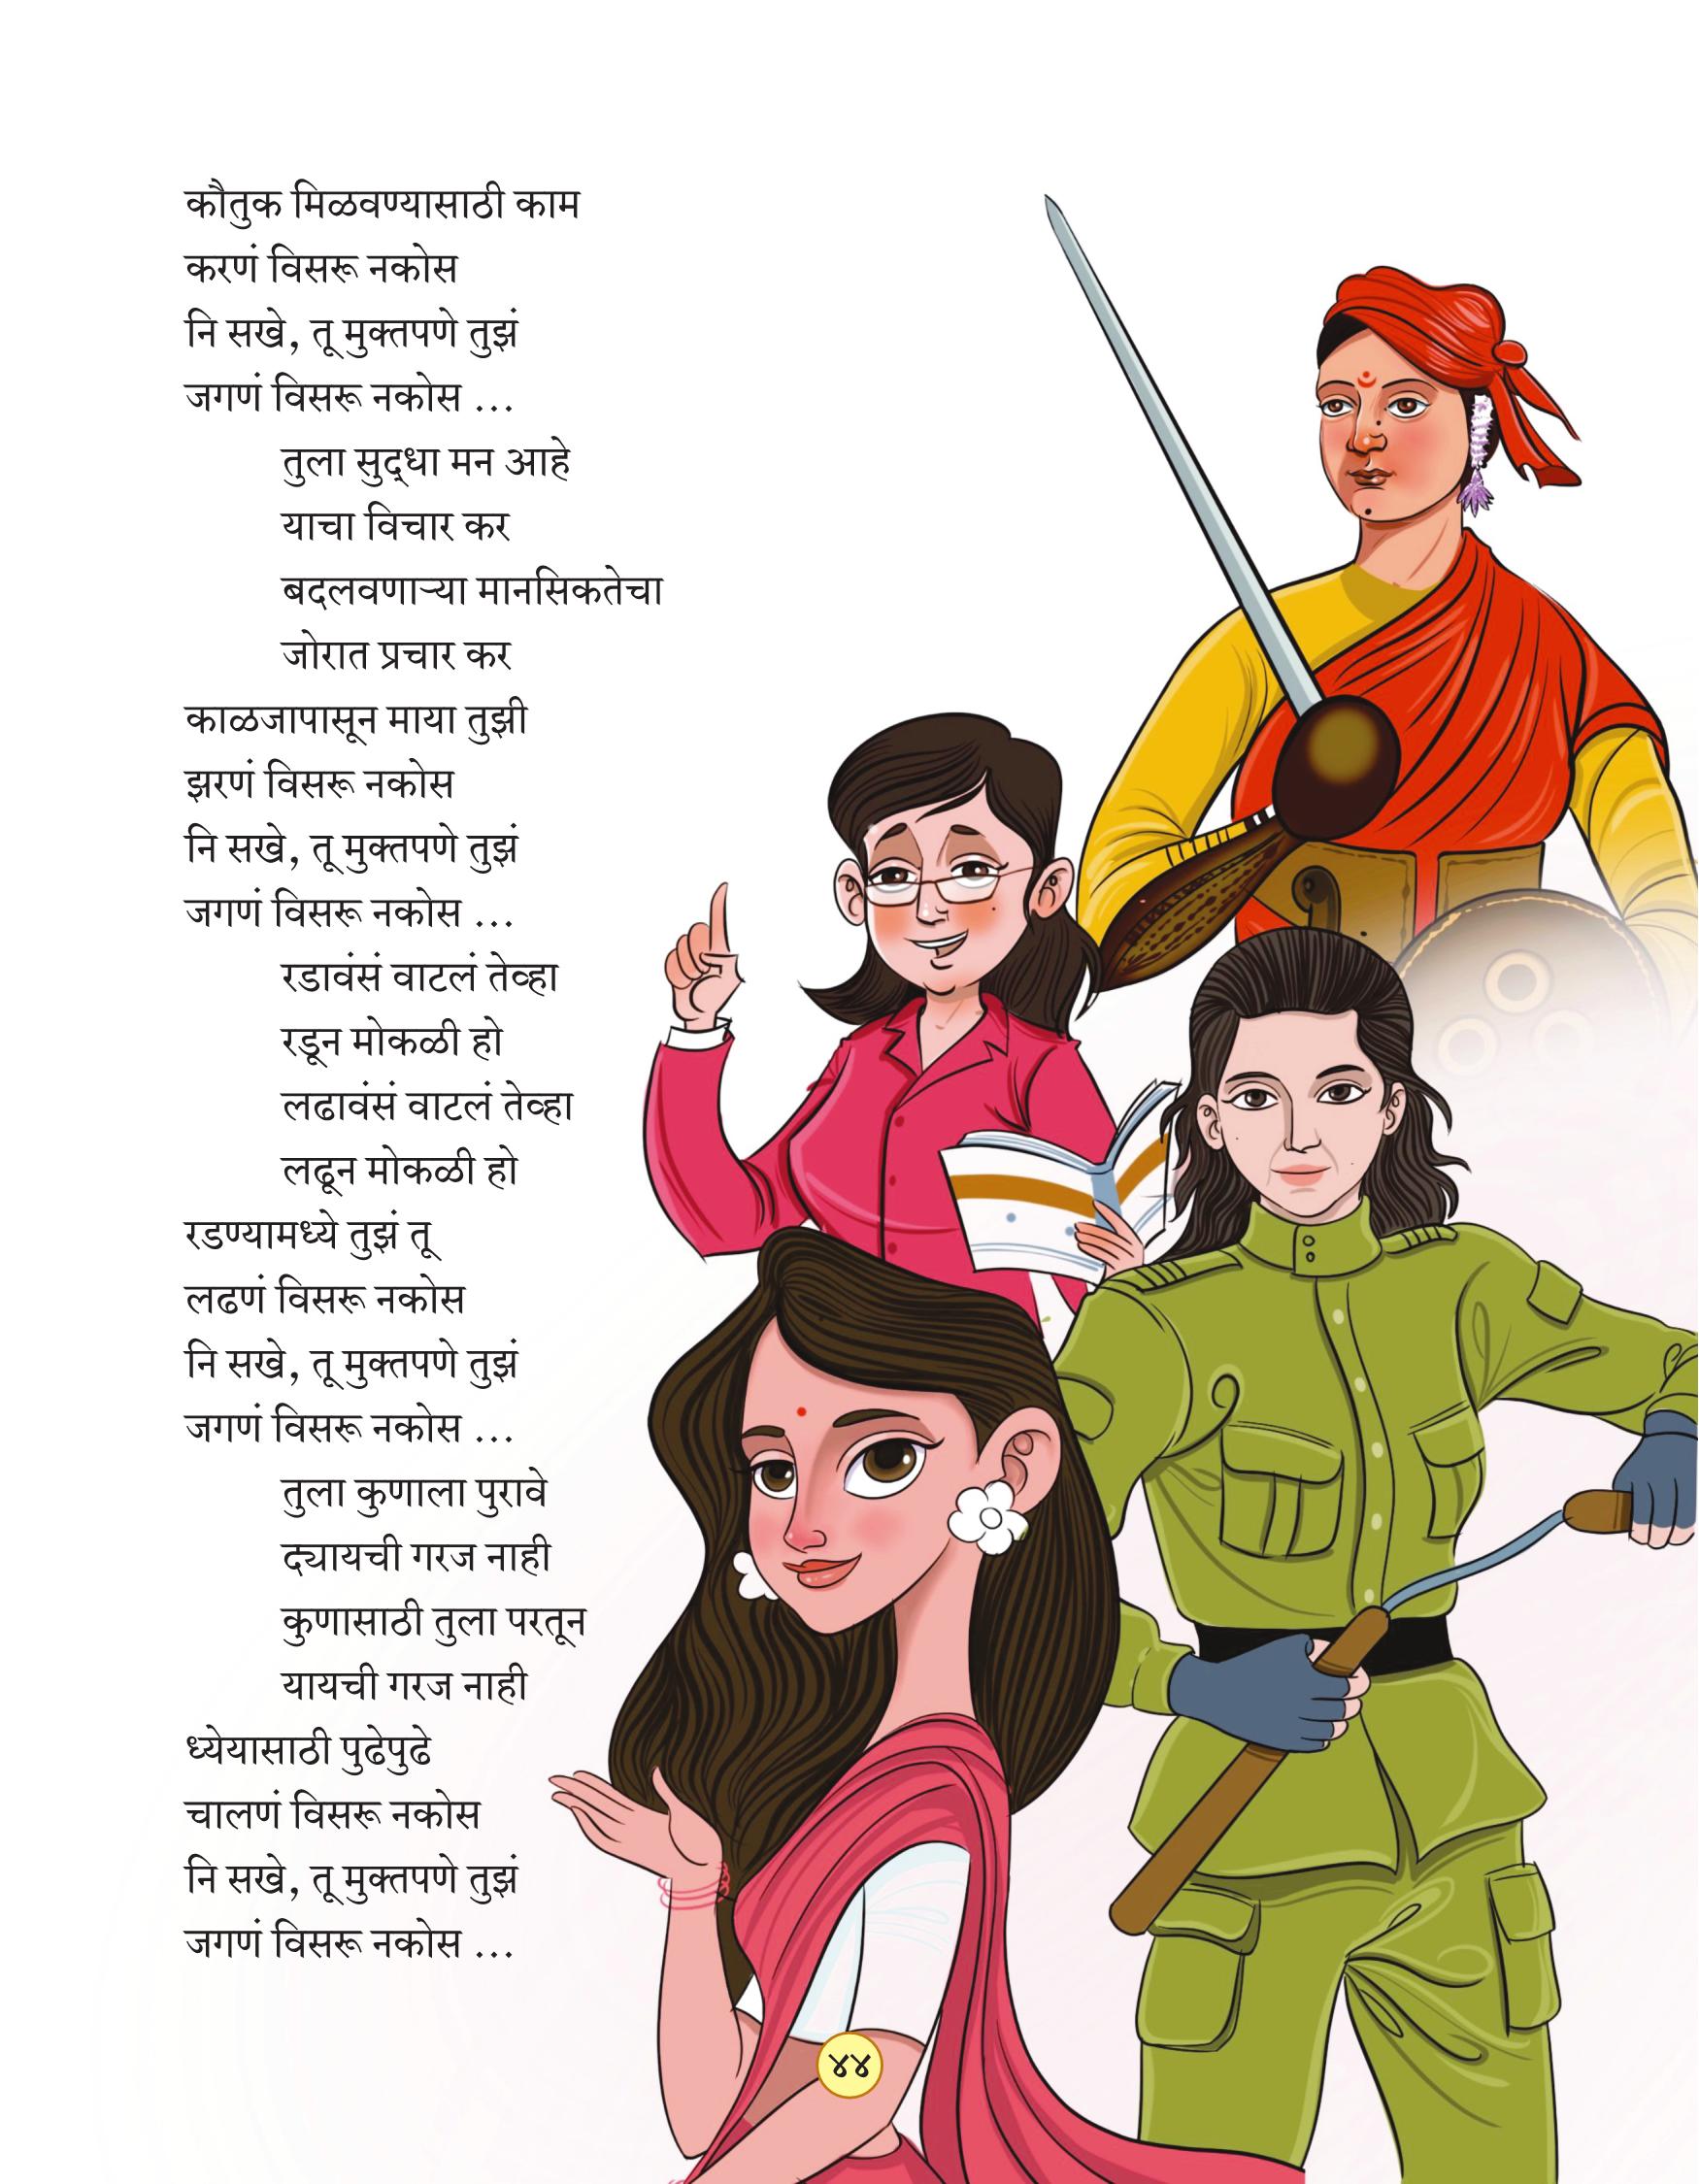 कौतुक मिळवण्यासाठी काम
करणं विसरू नकोस
नि सखे, तू मुक्तपणे तुझं
जगणं विसरू नकोस ...
तुला सुद्धा मन आहे
याचा विचार कर
बदलवणाऱ्या मानसिकतेचा
जोरात प्रचार कर
काळजापासून माया तुझी
झरणं विसरू नकोस
नि सखे, तू मुक्तपणे तुझं
जगणं विसरू नकोस ...
रडावंसं वाटलं तेव्हा
रडून मोकळी हो
लढावंसं वाटलं तेव्हा
लढून मोकळी हो
रडण्यामध्ये तुझं तू
लढणं विसरू नकोस
नि सखे, तू मुक्तपणे तुझं
जगणं विसरू नकोस ...
तुला कुणाला पुरावे
द्यायची गरज नाही
कुणासाठी तुला परतून
यायची गरज नाही
ध्येयासाठी पुढेपुढे
चालणं विसरू नकोस
नि सखे, तू मुक्तपणे तुझं
जगणं विसरू नकोस ...
४४